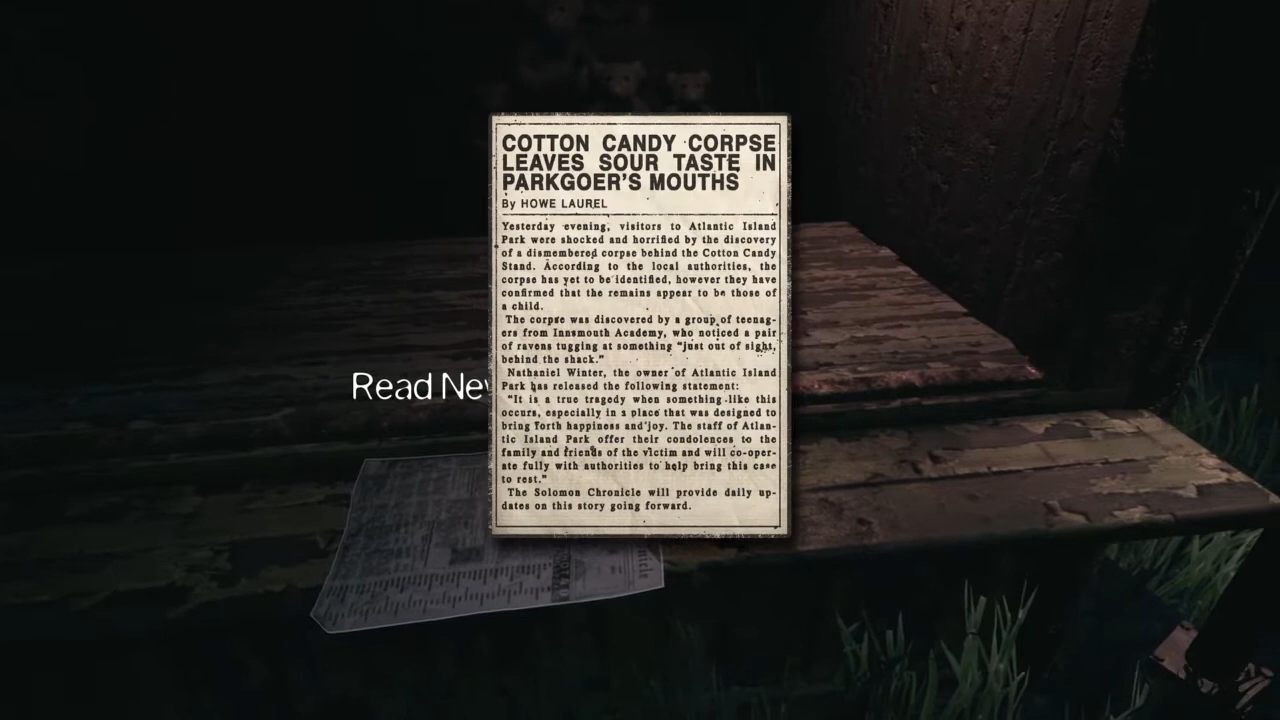 COTTON CANDY CORPSE
LEAVES SOUR TASTE IN
PARKGOER'S MOUTHS
By HOWE LAUREL
Yesterday evening, visitors to Atlantic Island
Park were shocked and horrified by the discovery
of a dismembered corpse behind the Cotton Candy
Stand. According to the local authorities, the
corpse has yet to be identified, however they have
confirmed that the remains appear to be those of
a child.
The corpse was discovered by a group of teenag-
ers from Innsmouth Academy, who noticed a pair
of ravens tugging at something "just out of sight,
behind the shack."
Nathaniel Winter, the owner of Atlantic Island
Park has released the following statement:
"It is a true tragedy when something like this
occurs, especially in a place that was designed to
bring forth happiness and joy. The staff of Atlan-
tic Island Park offer their condolences to the
family and friends of the victim and will co-oper-
ate fully with authorities to help bring this case
to rest."
The Solomon Chronicle will provide daily up-
dates on this story going forward.
Read Ne